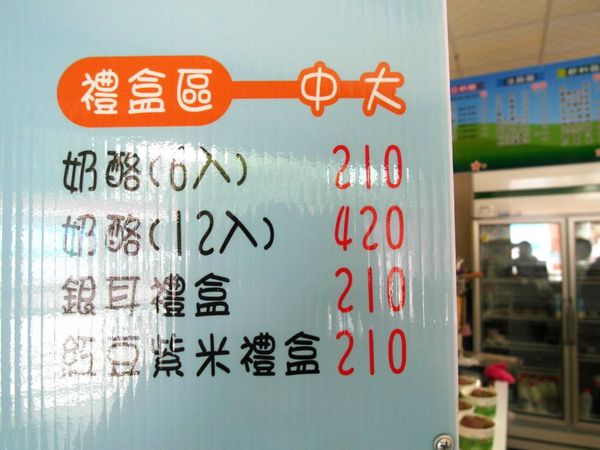 禮盒區 中 大
奶酪(6入) 210
奶酪(12入) 420
銀耳禮盒 210
紅豆紫米禮盒 210